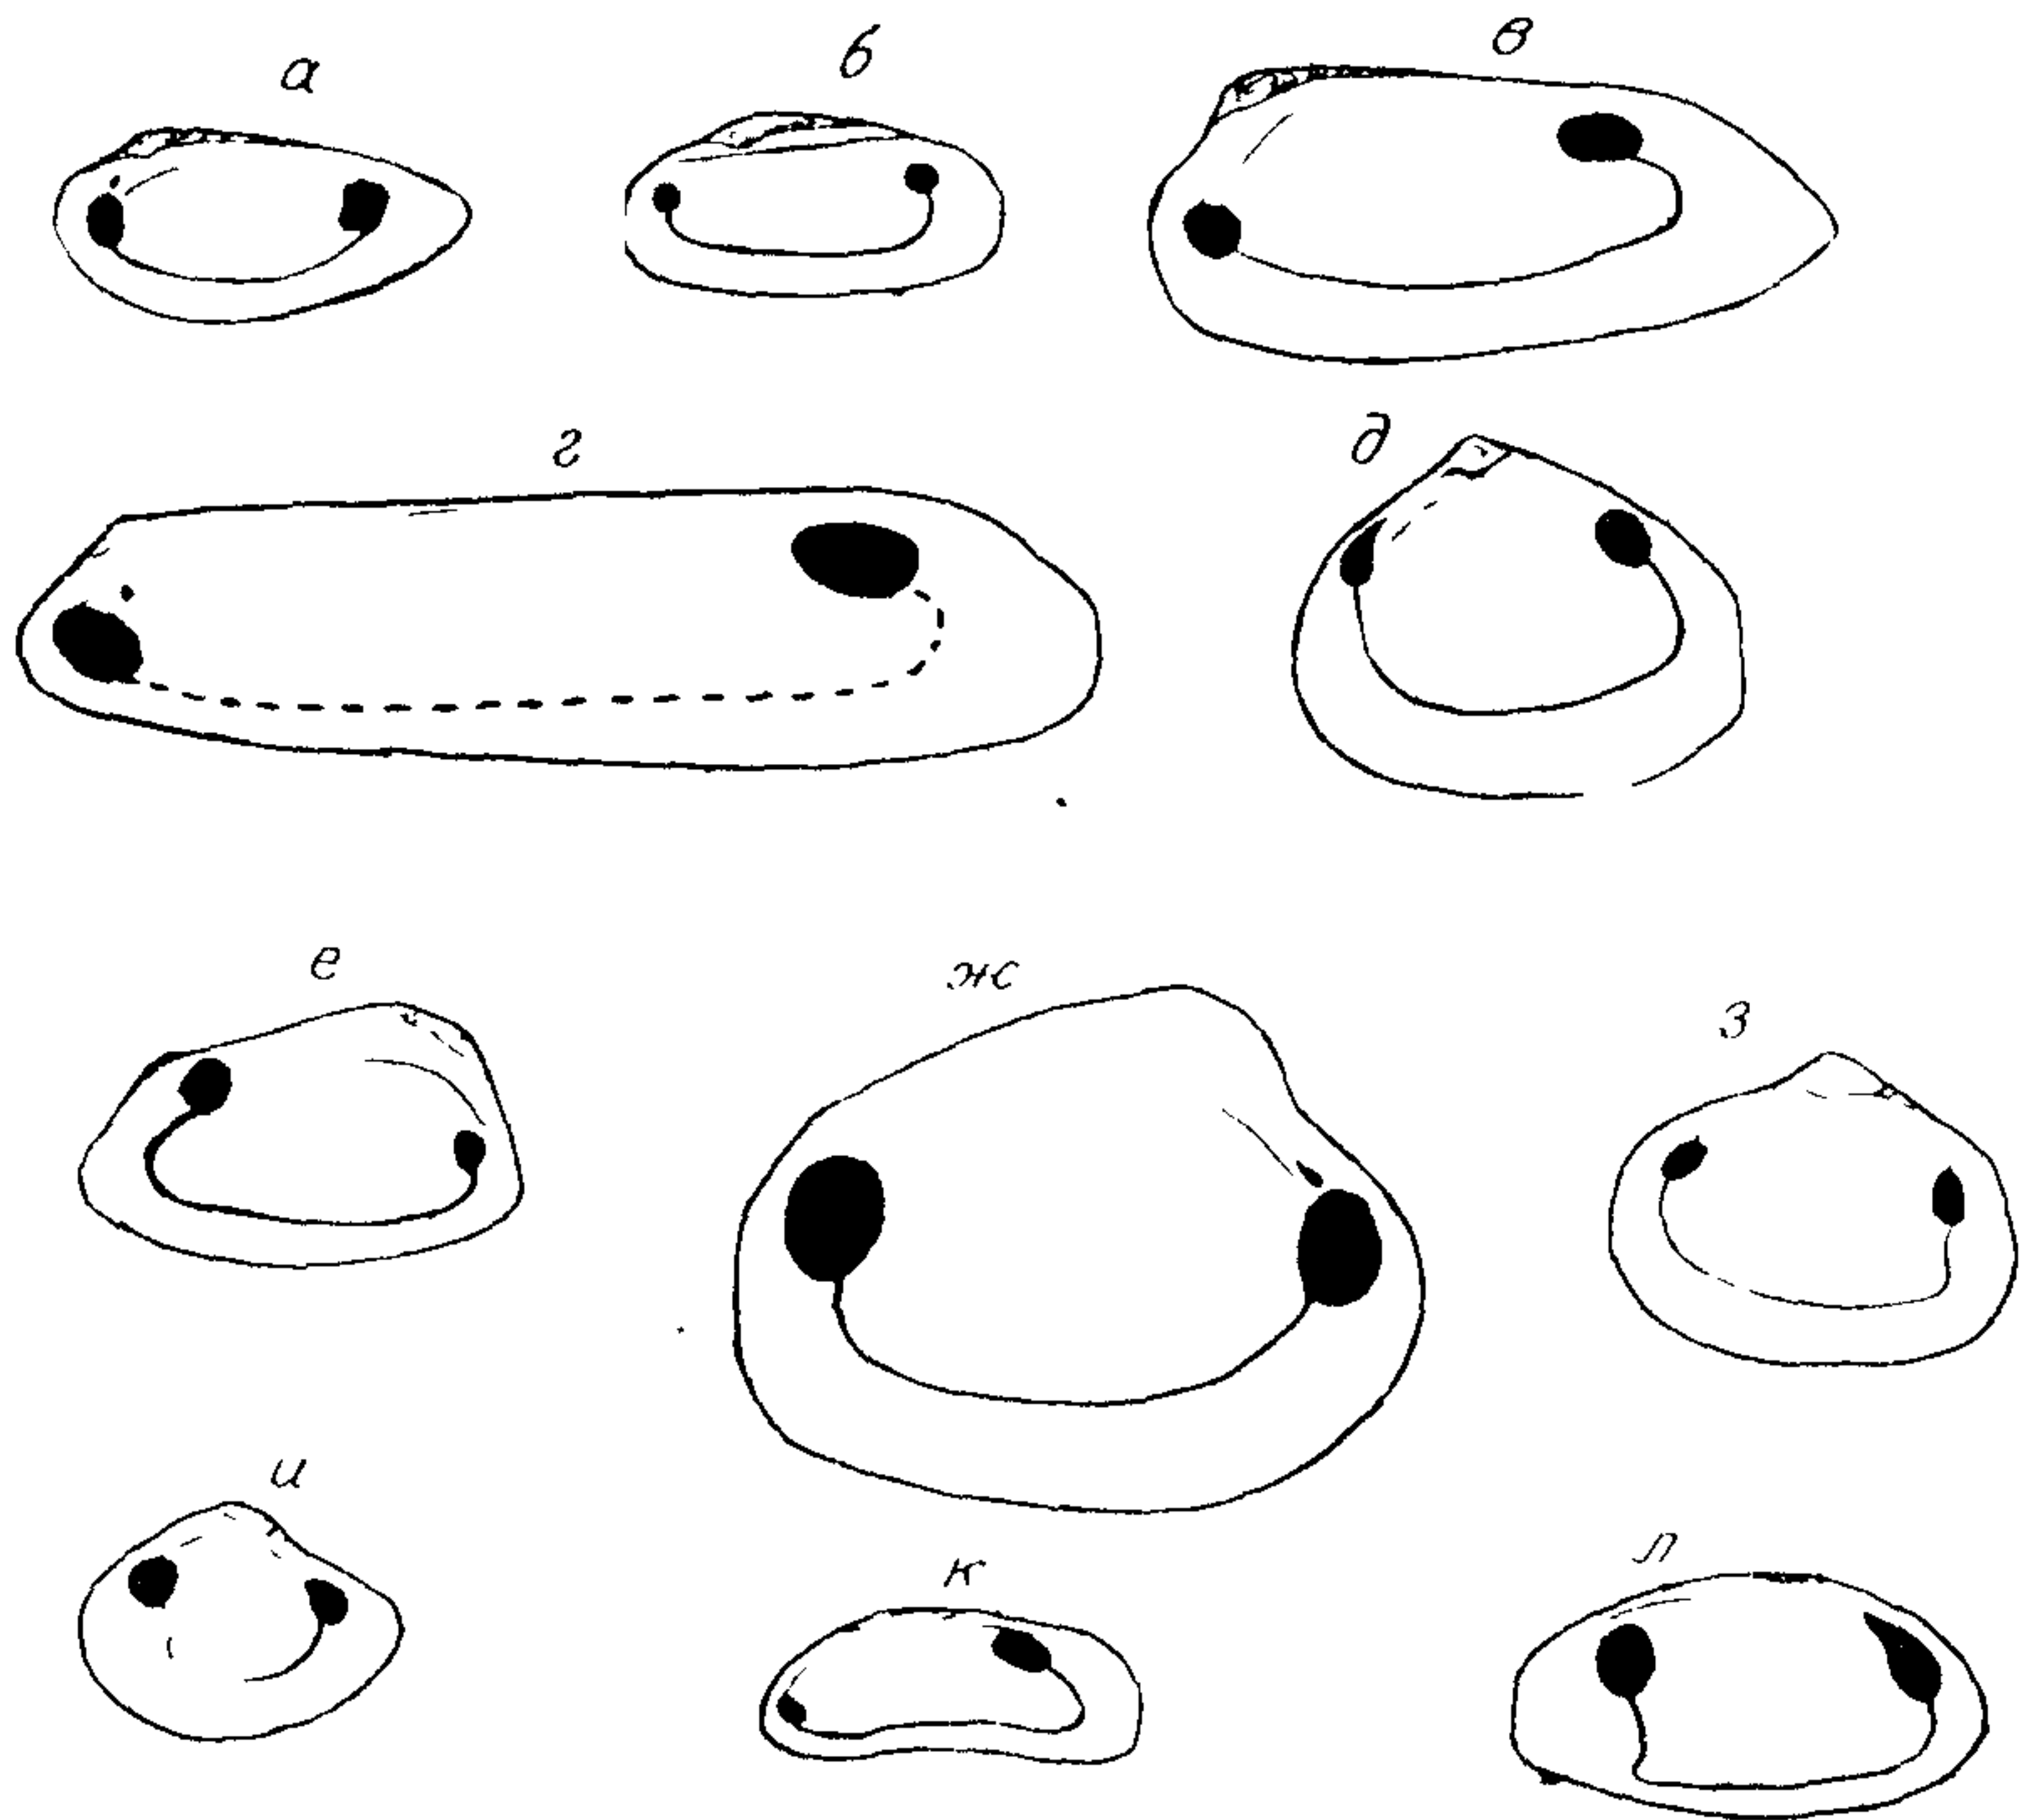 а
б
в
г
д
е
ж
з
и
к
л